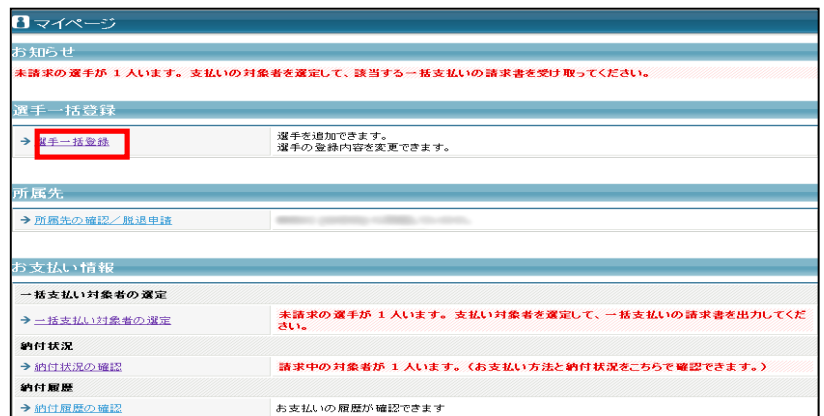 マイページ
お知らせ
未請求の選手が 1 人います。支払いの対象者を選定して、該当する一括支払いの請求書を受け取ってください。
選手一括登録
選手一括登録
選手を追加できます。
選手の登録内容を変更できます。
所属先
所属先の確認／脱退申請
お支払い情報
一括支払い対象者の選定
一括支払い対象者の選定
未請求の選手が 1 人います。支払い対象者を選定して、一括支払いの請求書を出力してくだ
さい。
納付状況
納付状況の確認
請求中の対象者が 1 人います。(お支払い方法と納付状況をこちらで確認できます。)
納付履歴
納付履歴の確認
お支払いの履歴が確認できます